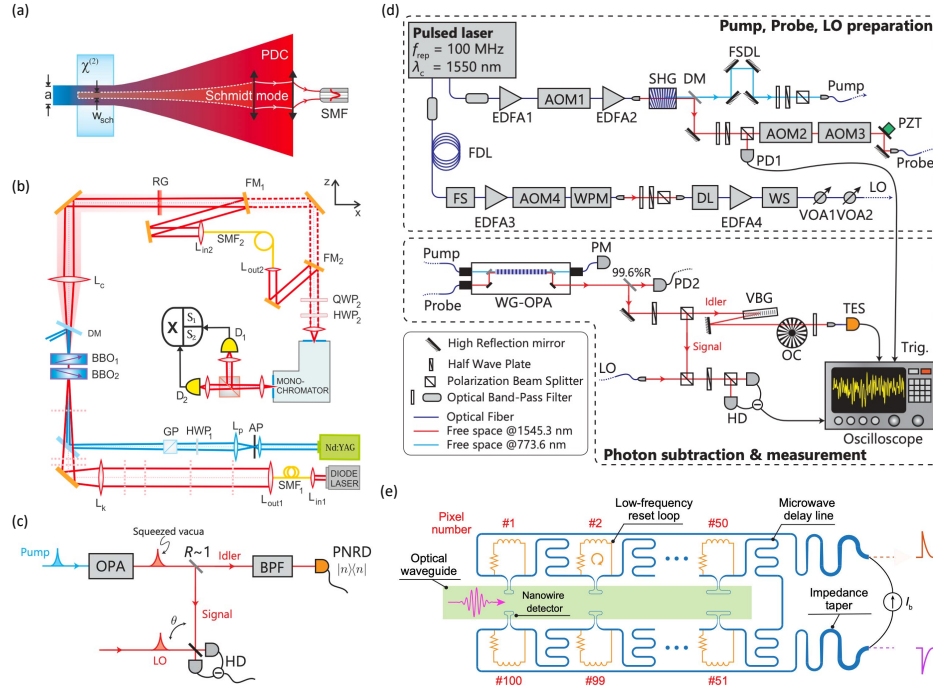 (a)
χ(2)
PDC
Schmidt mode
a
wsch
SMF
(b)
RG
FM1
z
x
SMF2
Lin2
Lout2
FM2
Lc
QWP2
HWP2
DM
X
S1
S2
D1
BBO1
BBO2
D2
MONO-
CHROMATOR
GP
HWP1
Lp
AP
Nd:YAG
Lk
Lout1
SMF1
Lin1
DIODE
LASER
(c)
Squeezed vacua
Pump
OPA
R~1
Idler
BPF
PNRD
|n⟩⟨n|
Signal
θ
LO
HD
(d)
Pump, Probe, LO preparation
Pulsed laser
frep = 100 MHz
λc = 1550 nm
SHG
DM
FSDL
Pump
EDFA1
AOM1
EDFA2
PZT
AOM2
AOM3
FDL
PD1
Probe
FS
AOM4
WPM
DL
WS
LO
EDFA3
EDFA4
VOA1
VOA2
Pump
PM
99.6%R
PD2
Probe
WG-OPA
Idler
VBG
TES
OC
Signal
Trig.
LO
HD
Oscilloscope
High Reflection mirror
Half Wave Plate
Polarization Beam Splitter
Optical Band-Pass Filter
Optical Fiber
Free space @1545.3 nm
Free space @773.6 nm
Photon subtraction & measurement
(e)
Pixel
number
#1
Low-frequency
reset loop
#2
#50
Microwave
delay line
Optical
waveguide
Nanowire
detector
Impedance
taper
Ib
#100
#99
#51